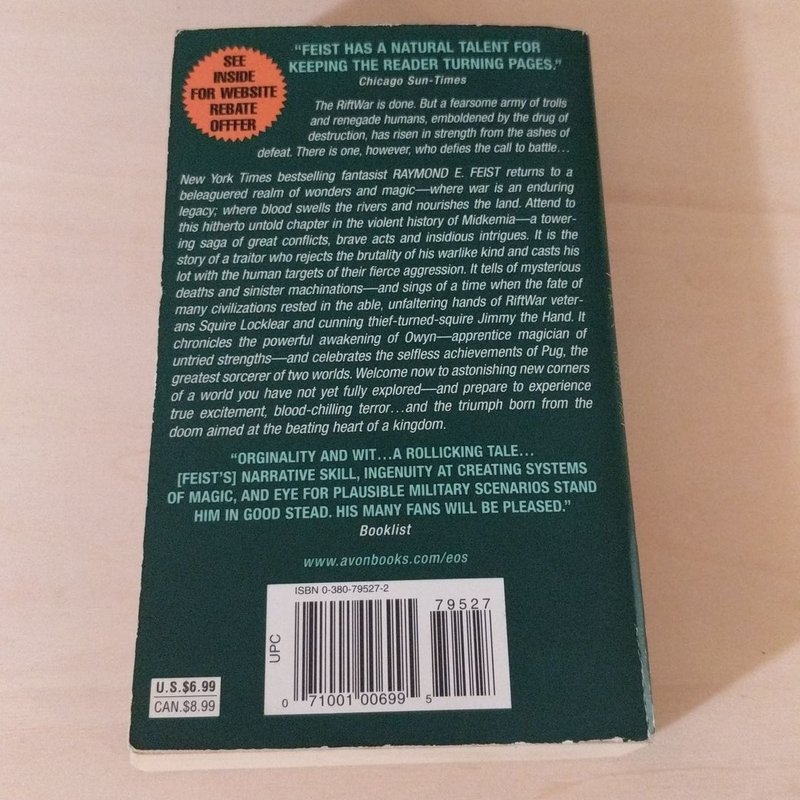 SEE
INSIDE
FOR WEBSITE
REBATE
OFFFER
“FEIST HAS A NATURAL TALENT FOR
KEEPING THE READER TURNING PAGES.”
Chicago Sun-Times
The RiftWar is done. But a fearsome army of trolls
and renegade humans, emboldened by the drug of
destruction, has risen in strength from the ashes of
defeat. There is one, however, who defies the call to battle…
New York Times bestselling fantasist RAYMOND E. FEIST returns to a
beleaguered realm of wonders and magic—where war is an enduring
legacy; where blood swells the rivers and nourishes the land. Attend to
this hitherto untold chapter in the violent history of Midkemia—a tower-
ing saga of great conflicts, brave acts and insidious intrigues. It is the
story of a traitor who rejects the brutality of his warlike kind and casts his
lot with the human targets of their fierce aggression. It tells of mysterious
deaths and sinister machinations—and sings of a time when the fate of
many civilizations rested in the able, unfaltering hands of RiftWar veter-
ans Squire Locklear and cunning thief-turned-squire Jimmy the Hand. It
chronicles the powerful awakening of Owyn—apprentice magician of
untried strengths—and celebrates the selfless achievements of Pug, the
greatest sorcerer of two worlds. Welcome now to astonishing new corners
of a world you have not yet fully explored—and prepare to experience
true excitement, blood-chilling terror…and the triumph born from the
doom aimed at the beating heart of a kingdom.
“ORGINALITY AND WIT…A ROLLICKING TALE…
[FEIST’S] NARRATIVE SKILL, INGENUITY AT CREATING SYSTEMS
OF MAGIC, AND EYE FOR PLAUSIBLE MILITARY SCENARIOS STAND
HIM IN GOOD STEAD. HIS MANY FANS WILL BE PLEASED.”
Booklist
www.avonbooks.com/eos
ISBN 0-380-79527-2
79527
UPC
0 71001 00699 5
U.S.$6.99
CAN.$8.99